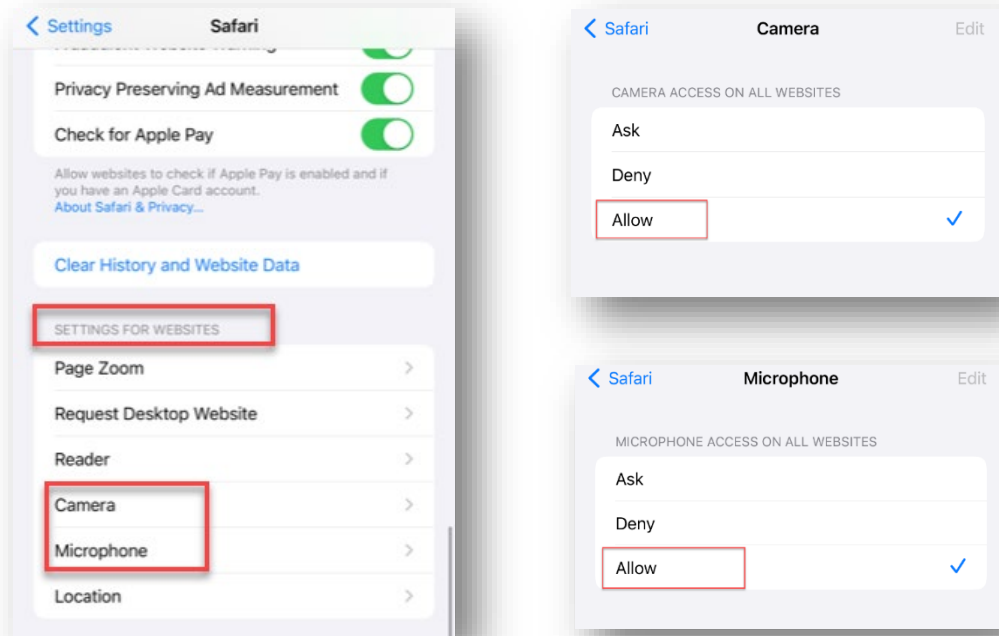 Settings
Safari
Privacy Preserving Ad Measurement
Check for Apple Pay
Allow websites to check if Apple Pay is enabled and if
you have an Apple Card account.
About Safari & Privacy...
Clear History and Website Data
SETTINGS FOR WEBSITES
Page Zoom
Request Desktop Website
Reader
Camera
Microphone
Location
Safari
Camera
Edit
CAMERA ACCESS ON ALL WEBSITES
Ask
Deny
Allow
Safari
Microphone
Edit
MICROPHONE ACCESS ON ALL WEBSITES
Ask
Deny
Allow